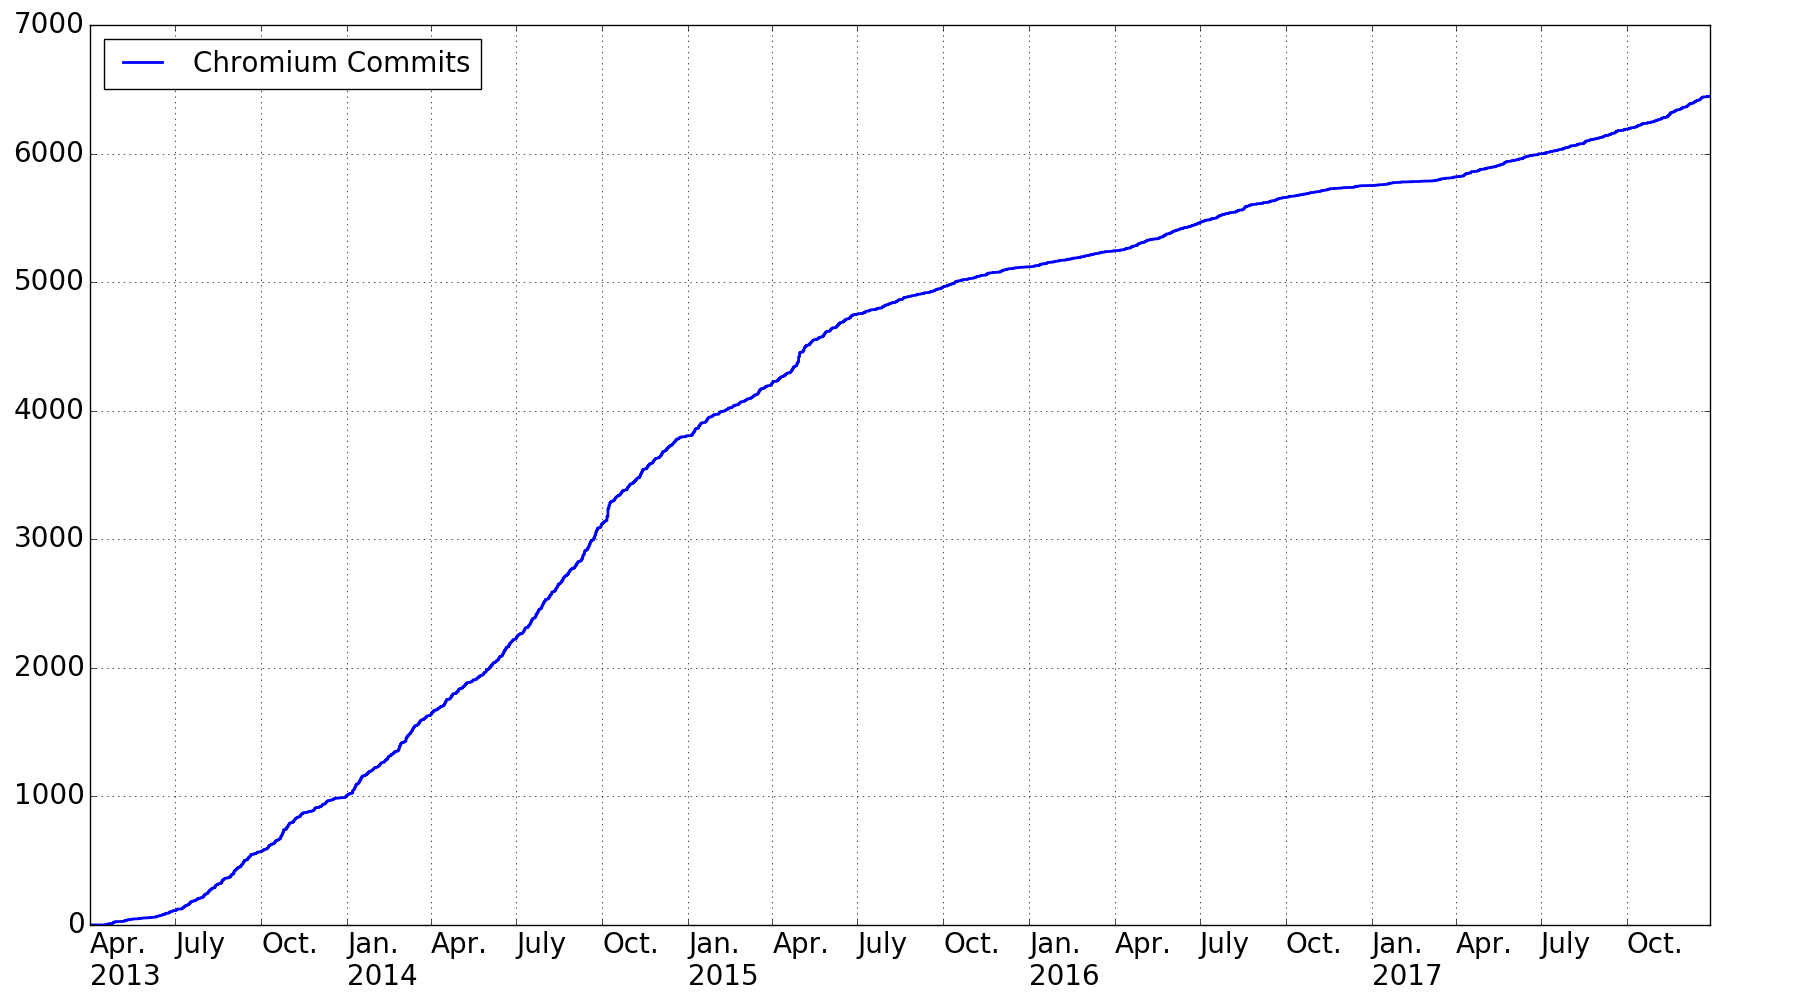 7000
Chromium Commits
6000
5000
4000
3000
2000
1000
0
Apr. July Oct. Jan. Apr. July Oct. Jan. Apr. July Oct. Jan. Apr. July Oct. Jan. Apr. July Oct.
2013 2014 2015 2016 2017